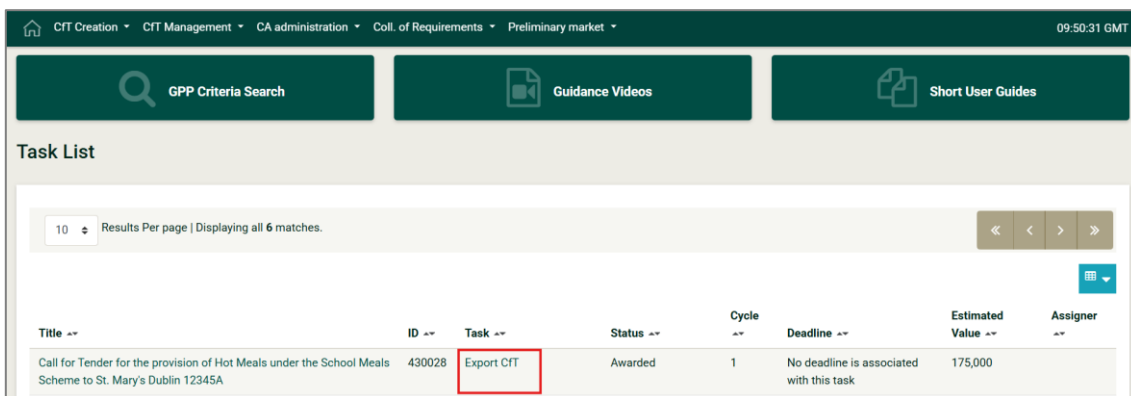 CfT Creation CfT Management CA administration Coll. of Requirements Preliminary market 09:50:31 GMT
GPP Criteria Search Guidance Videos Short User Guides
Task List
10 Results Per page | Displaying all 6 matches.
« < > »
Title ID Task Status Cycle Deadline Estimated Value Assigner
Call for Tender for the provision of Hot Meals under the School Meals 430028 Export CfT Awarded 1 No deadline is associated 175,000
Scheme to St. Mary's Dublin 12345A with this task